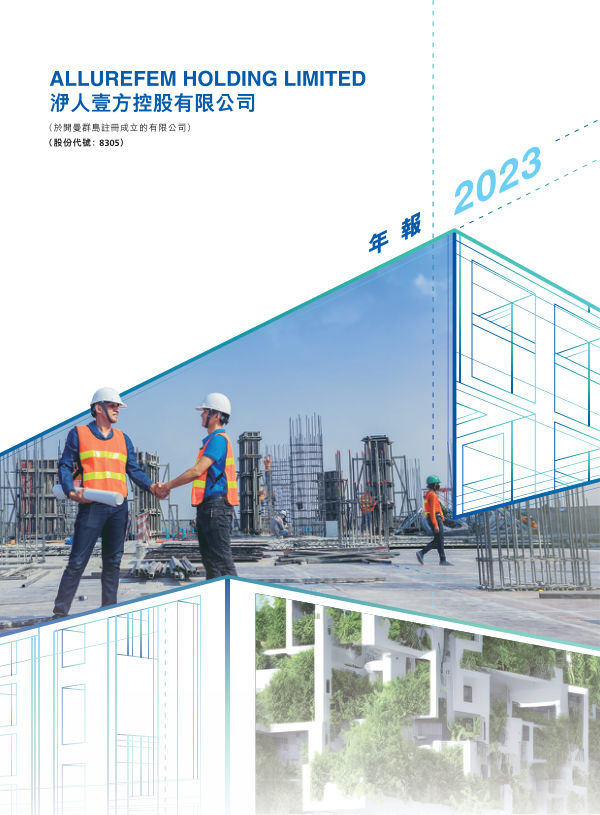 ALLUREFEM HOLDING LIMITED
洢人壹方控股有限公司
（於開曼群島註冊成立的有限公司）
（股份代號：8305）
年報 2023